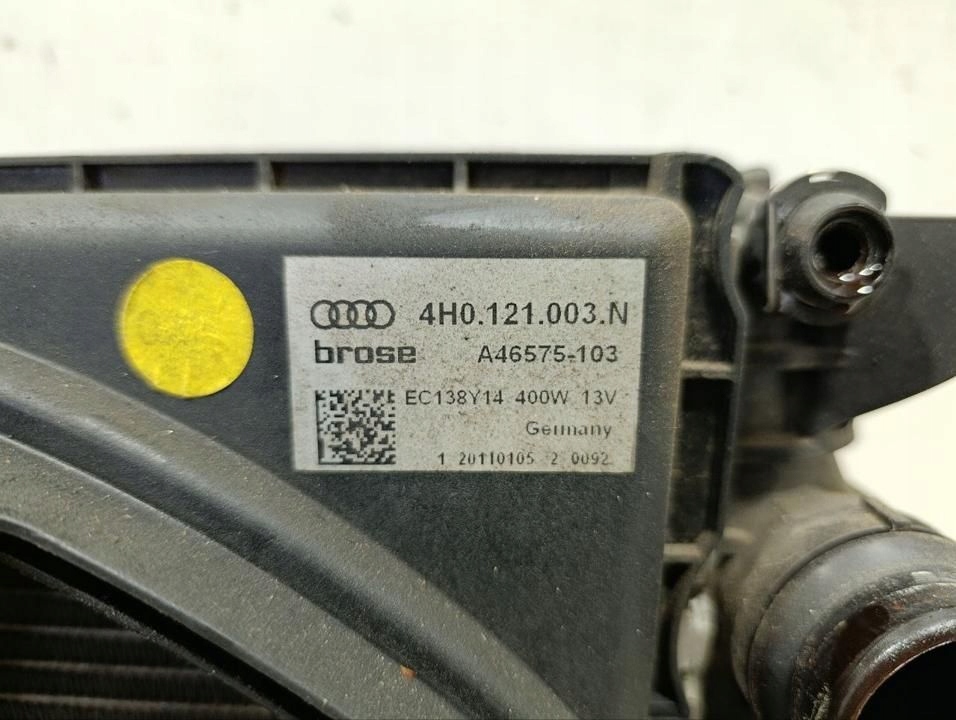 4H0.121.003.N
brose A46575-103
EC138Y14 400W 13V
Germany
1 20110105 2 0092